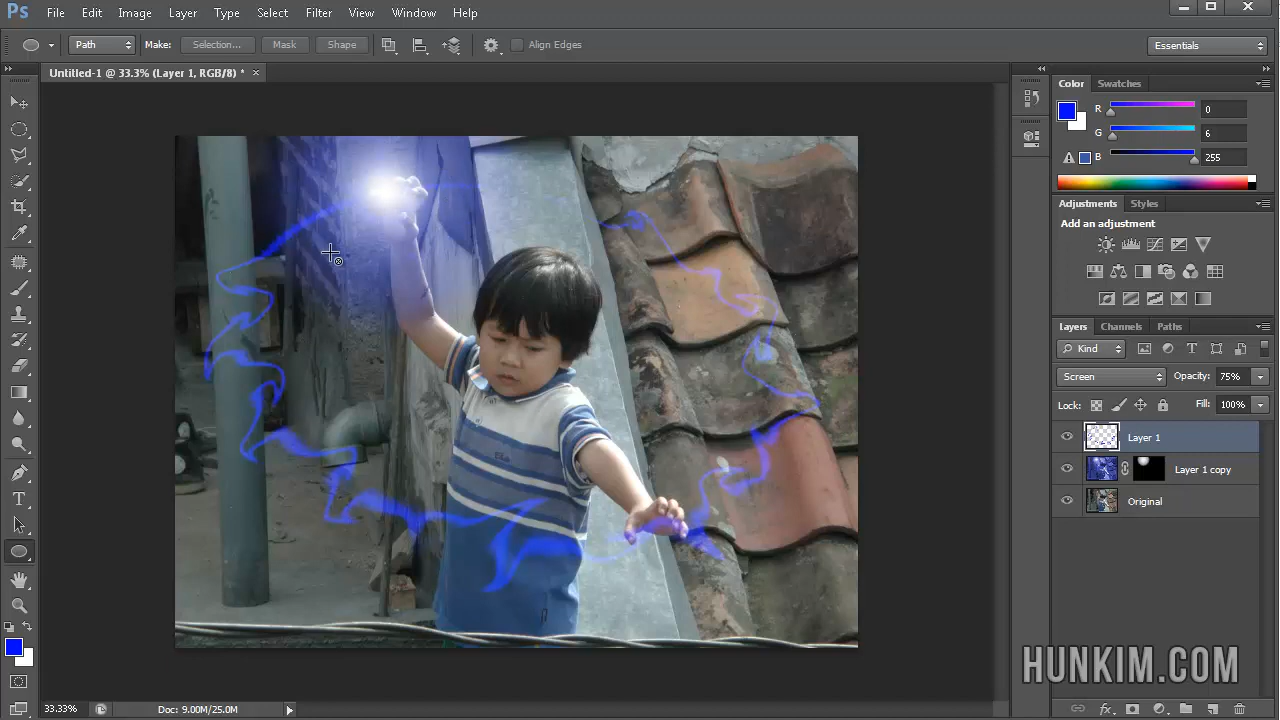 Ps File Edit Image Layer Type Select Filter View Window Help
Path Make: Selection... Mask Shape Align Edges Essentials
Untitled-1 @ 33.3% (Layer 1, RGB/8) * ×
Color Swatches
R 0
G 6
B 255
Adjustments Styles
Add an adjustment
Layers Channels Paths
Kind
Screen Opacity: 75%
Lock: Fill: 100%
Layer 1
Layer 1 copy
Original
HUNKIM.COM
33.33% Doc: 9.00M/25.0M